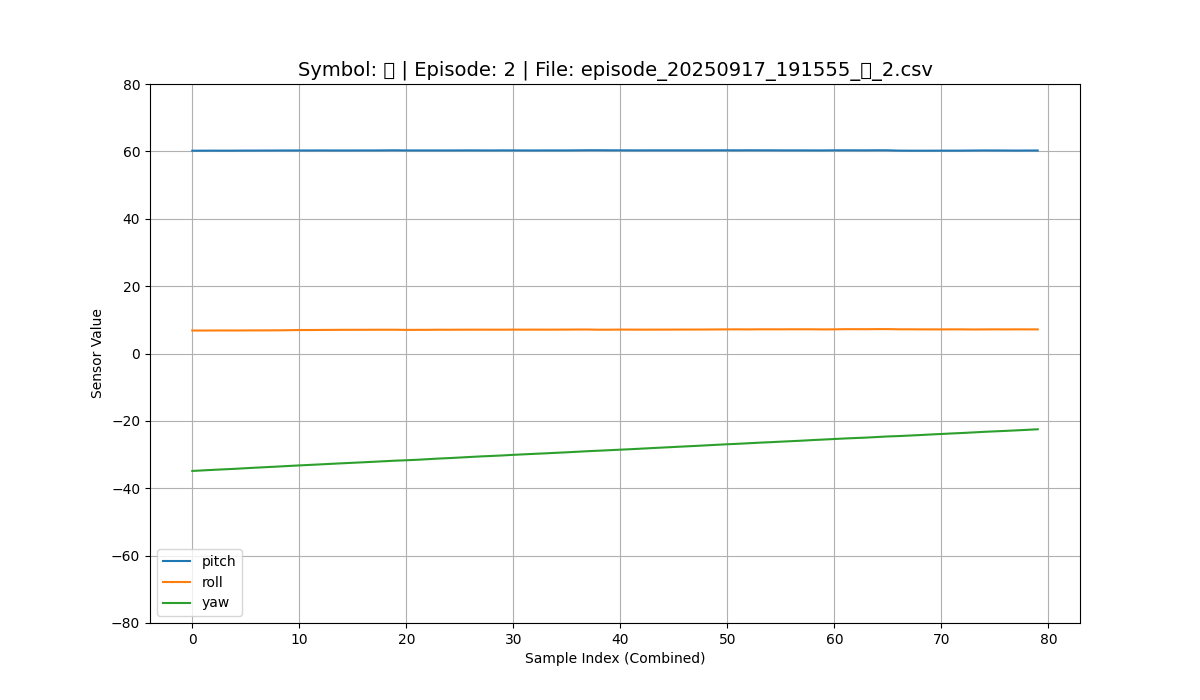 Symbol: | Episode: 2 | File: episode_20250917_191555_ _2.csv
80
60
40
20
0
−20
−40
−60
−80
Sensor Value
pitch
roll
yaw
0 10 20 30 40 50 60 70 80
Sample Index (Combined)